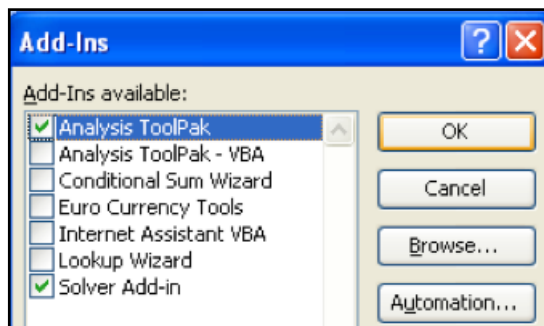 Add-Ins
Add-Ins available:
Analysis ToolPak
Analysis ToolPak - VBA
Conditional Sum Wizard
Euro Currency Tools
Internet Assistant VBA
Lookup Wizard
Solver Add-in
OK
Cancel
Browse...
Automation...